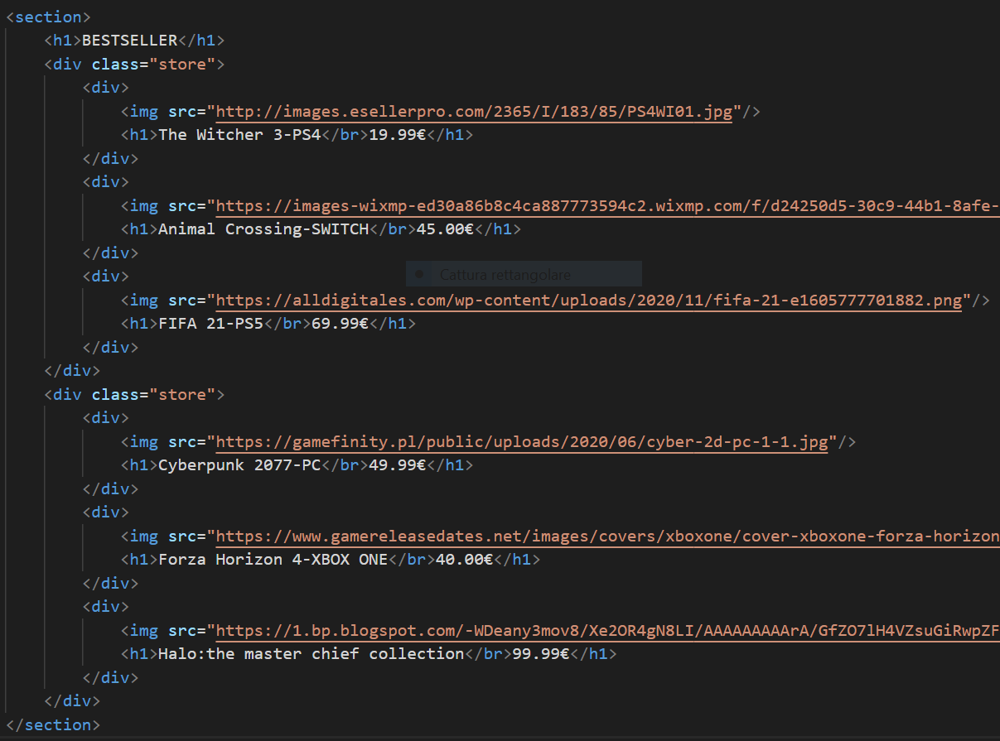 <section>
<h1>BESTSELLER</h1>
<div class="store">
<div>
<img src="http://images.esellerpro.com/2365/I/183/85/PS4WI01.jpg"/>
<h1>The Witcher 3-PS4</br>19.99€</h1>
</div>
<div>
<img src="https://images-wixmp-ed30a86b8c4ca887773594c2.wixmp.com/f/d24250d5-30c9-44b1-8afe-
<h1>Animal Crossing-SWITCH</br>45.00€</h1>
</div>
Cattura rettangolare
<div>
<img src="https://alldigitales.com/wp-content/uploads/2020/11/fifa-21-e1605777701882.png"/>
<h1>FIFA 21-PS5</br>69.99€</h1>
</div>
</div>
<div class="store">
<div>
<img src="https://gamefinity.pl/public/uploads/2020/06/cyber-2d-pc-1-1.jpg"/>
<h1>Cyberpunk 2077-PC</br>49.99€</h1>
</div>
<div>
<img src="https://www.gamereleasedates.net/images/covers/xboxone/cover-xboxone-forza-horizon
<h1>Forza Horizon 4-XBOX ONE</br>40.00€</h1>
</div>
<div>
<img src="https://1.bp.blogspot.com/-WDeany3mov8/Xe2OR4gN8LI/AAAAAAAAArA/GfZO7lH4VZsuGiRwpZF
<h1>Halo:the master chief collection</br>99.99€</h1>
</div>
</div>
</section>